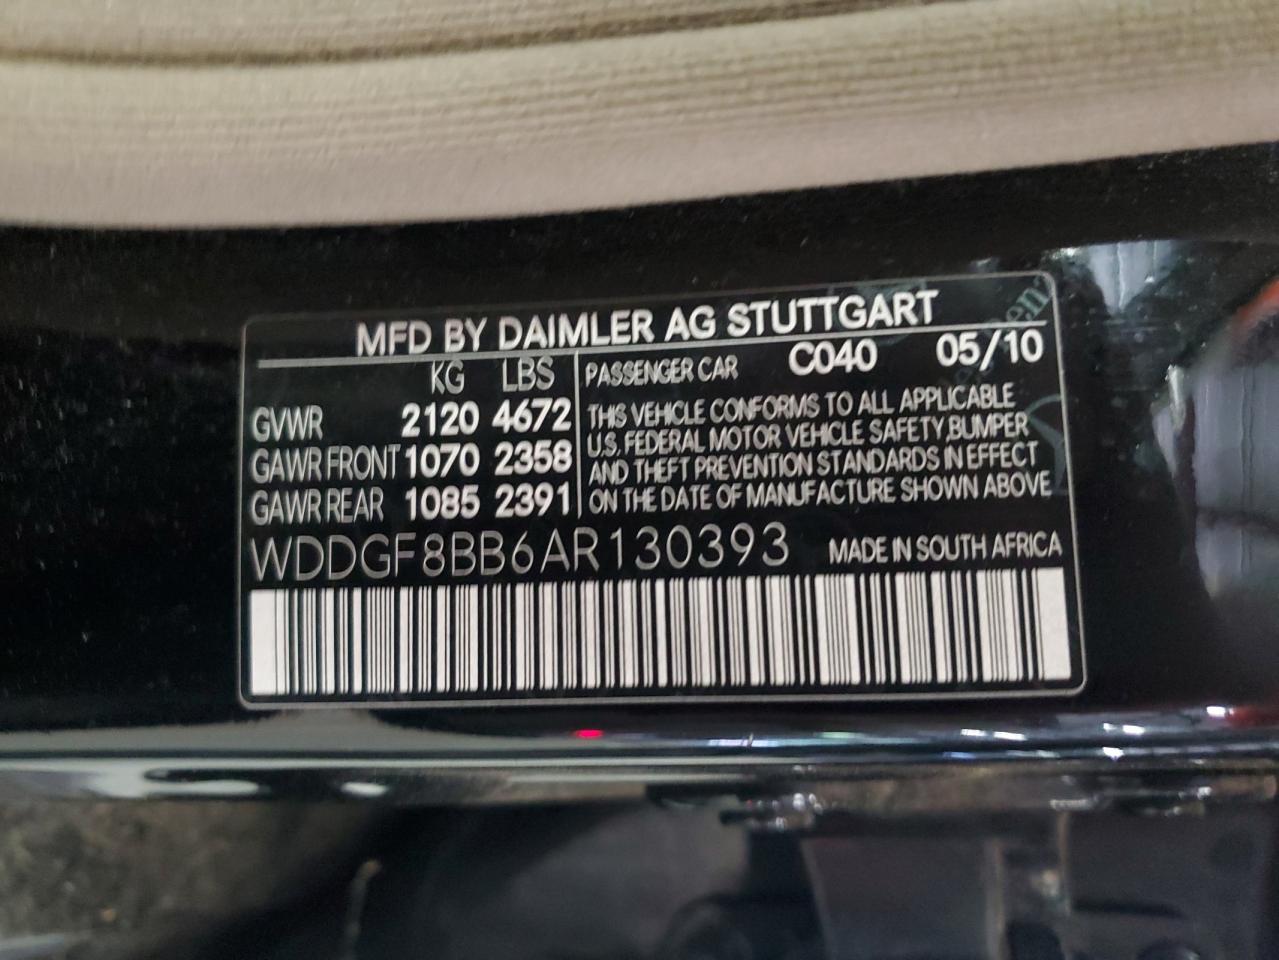 MFD BY DAIMLER AG STUTTGART
KG LBS
GVWR 2120 4672
GAWR FRONT 1070 2358
GAWR REAR 1085 2391
PASSENGER CAR C040 05/10
THIS VEHICLE CONFORMS TO ALL APPLICABLE
U.S. FEDERAL MOTOR VEHICLE SAFETY, BUMPER
AND THEFT PREVENTION STANDARDS IN EFFECT
ON THE DATE OF MANUFACTURE SHOWN ABOVE
WDDGF8BB6AR130393 MADE IN SOUTH AFRICA